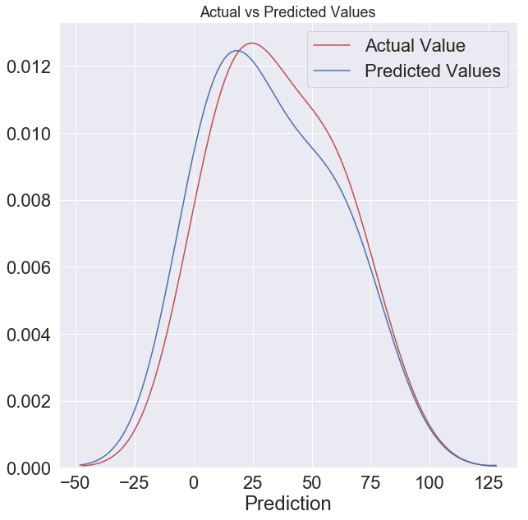 Actual vs Predicted Values
Actual Value
Predicted Values
0.012
0.010
0.008
0.006
0.004
0.002
0.000
−50 −25 0 25 50 75 100 125
Prediction